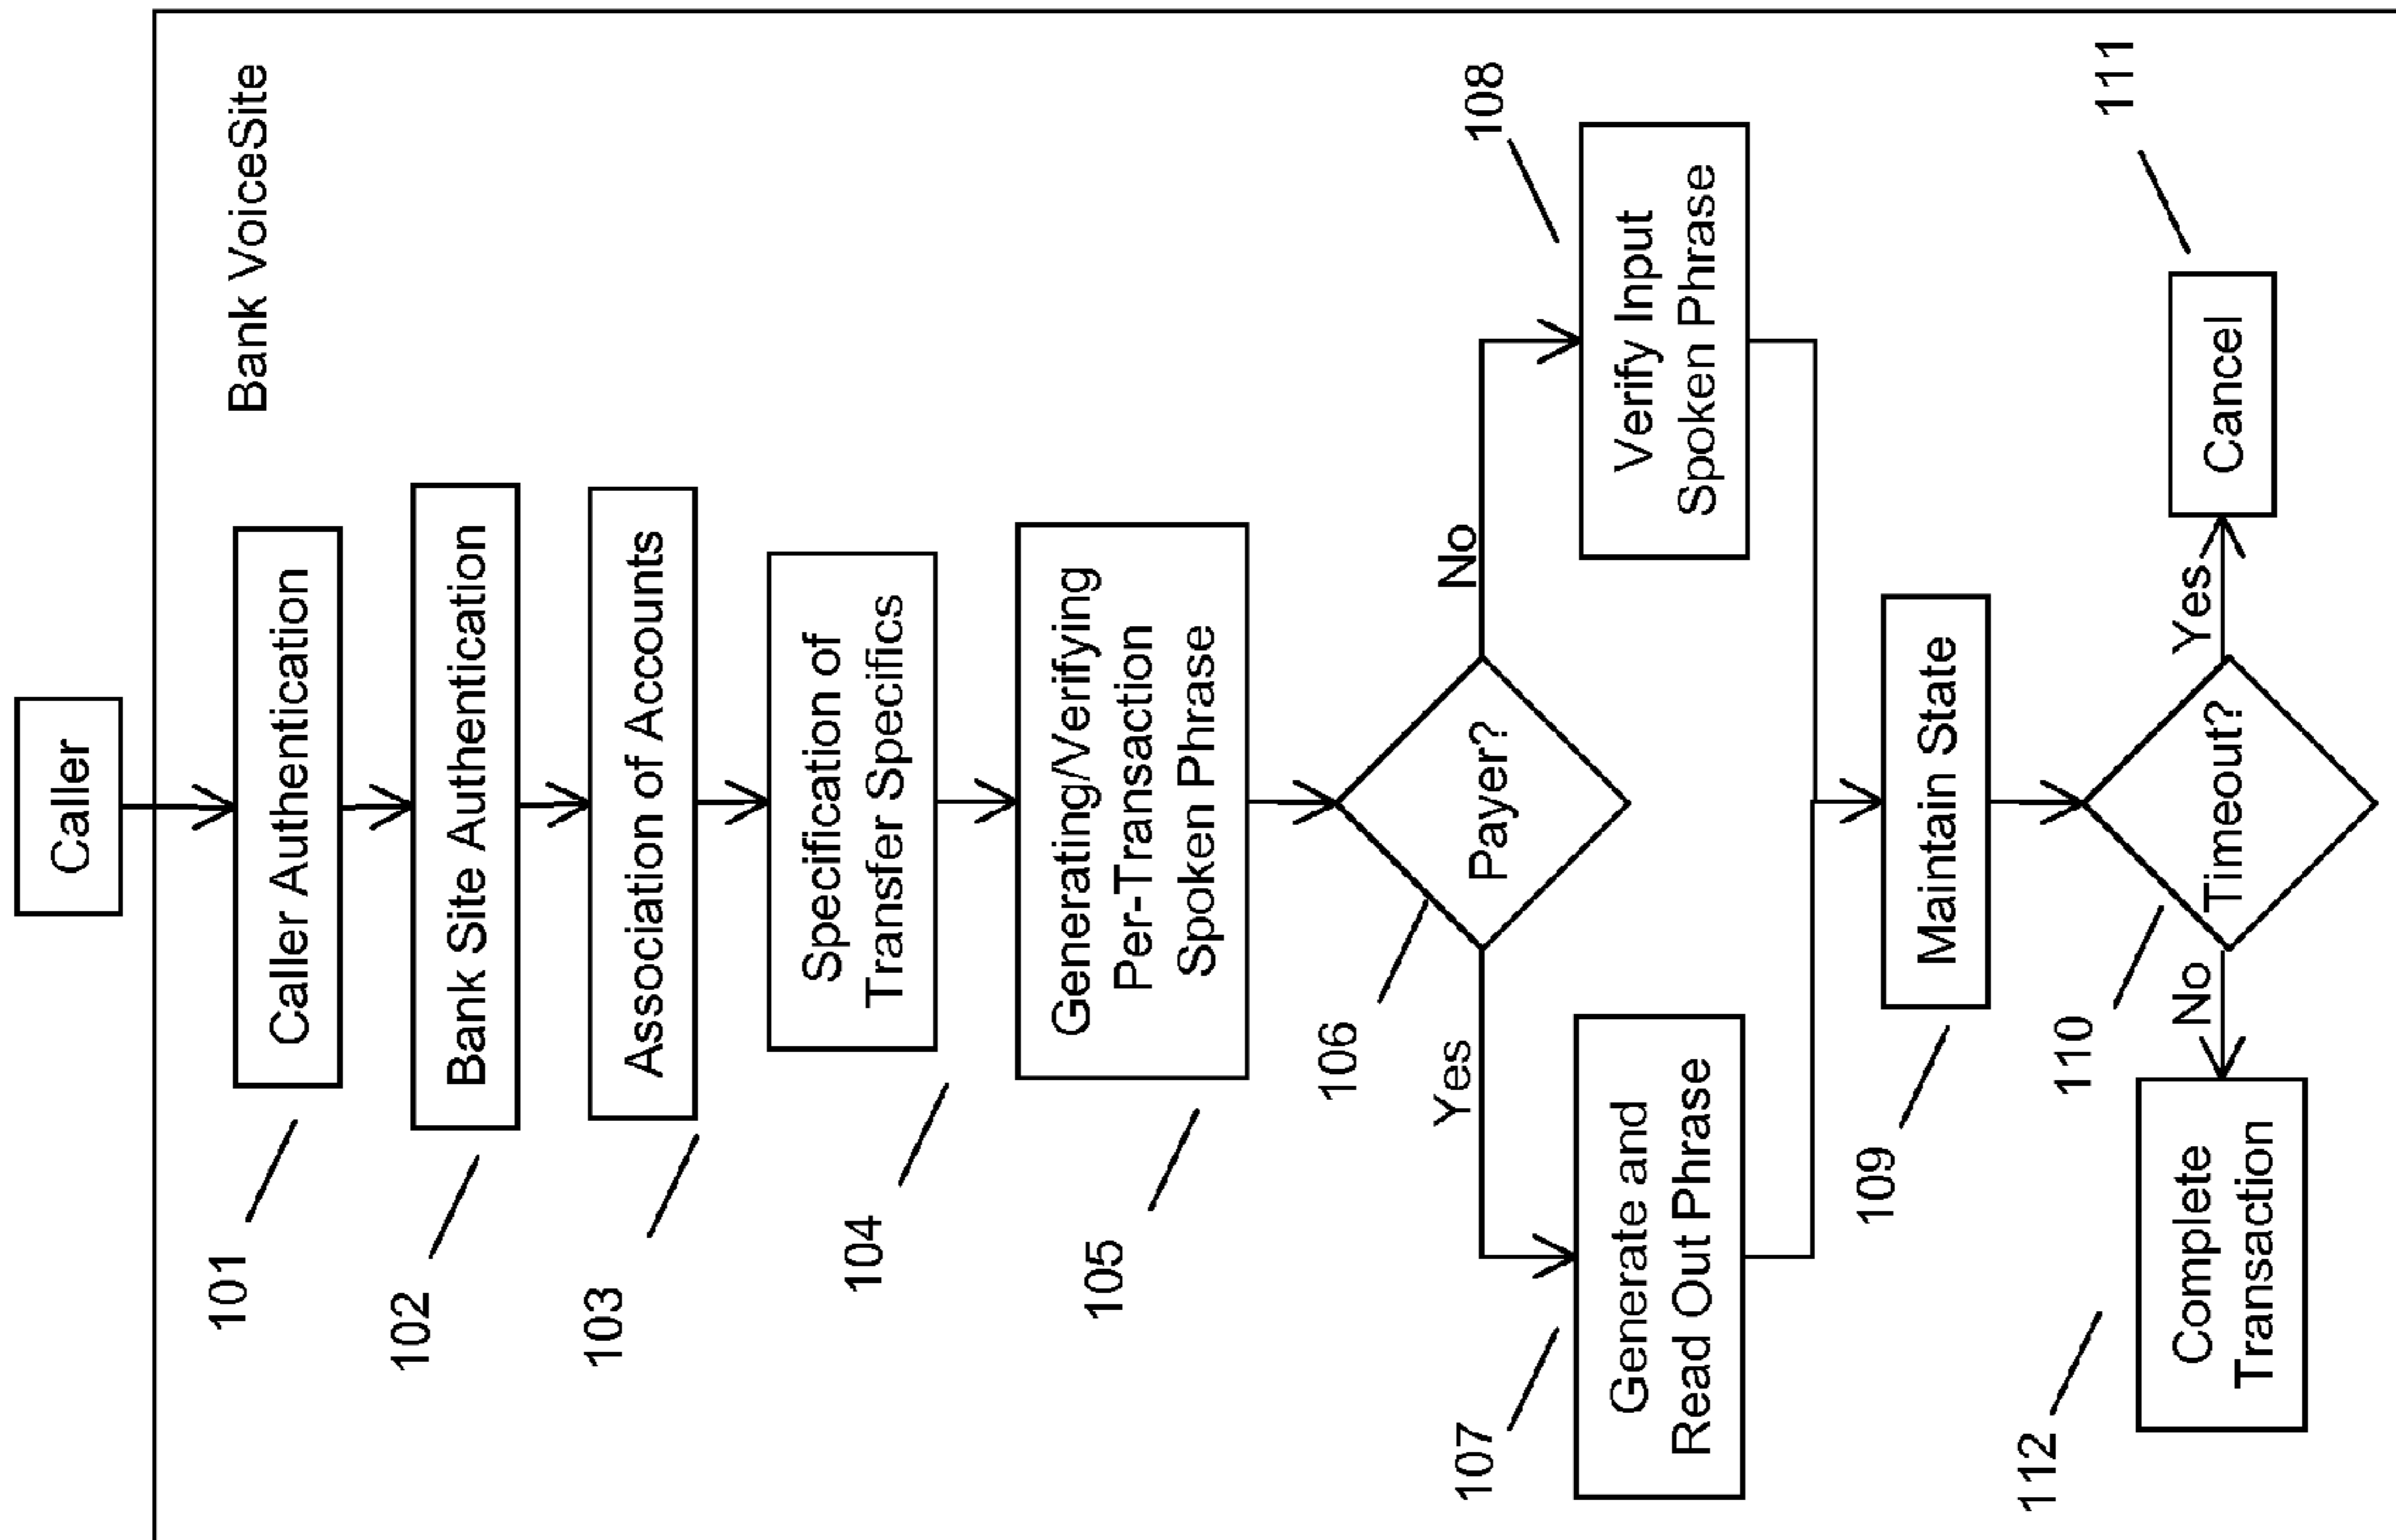 Caller
Bank VoiceSite
Caller Authentication
101
Bank Site Authentication
102
Association of Accounts
103
Specification of
Transfer Specifics
104
Generating/Verifying
Per-Transaction
Spoken Phrase
105
Payer?
106
Yes
No
Generate and
Read Out Phrase
107
Verify Input
Spoken Phrase
108
Maintain State
109
Timeout?
110
No
Yes
Cancel
111
Complete
Transaction
112